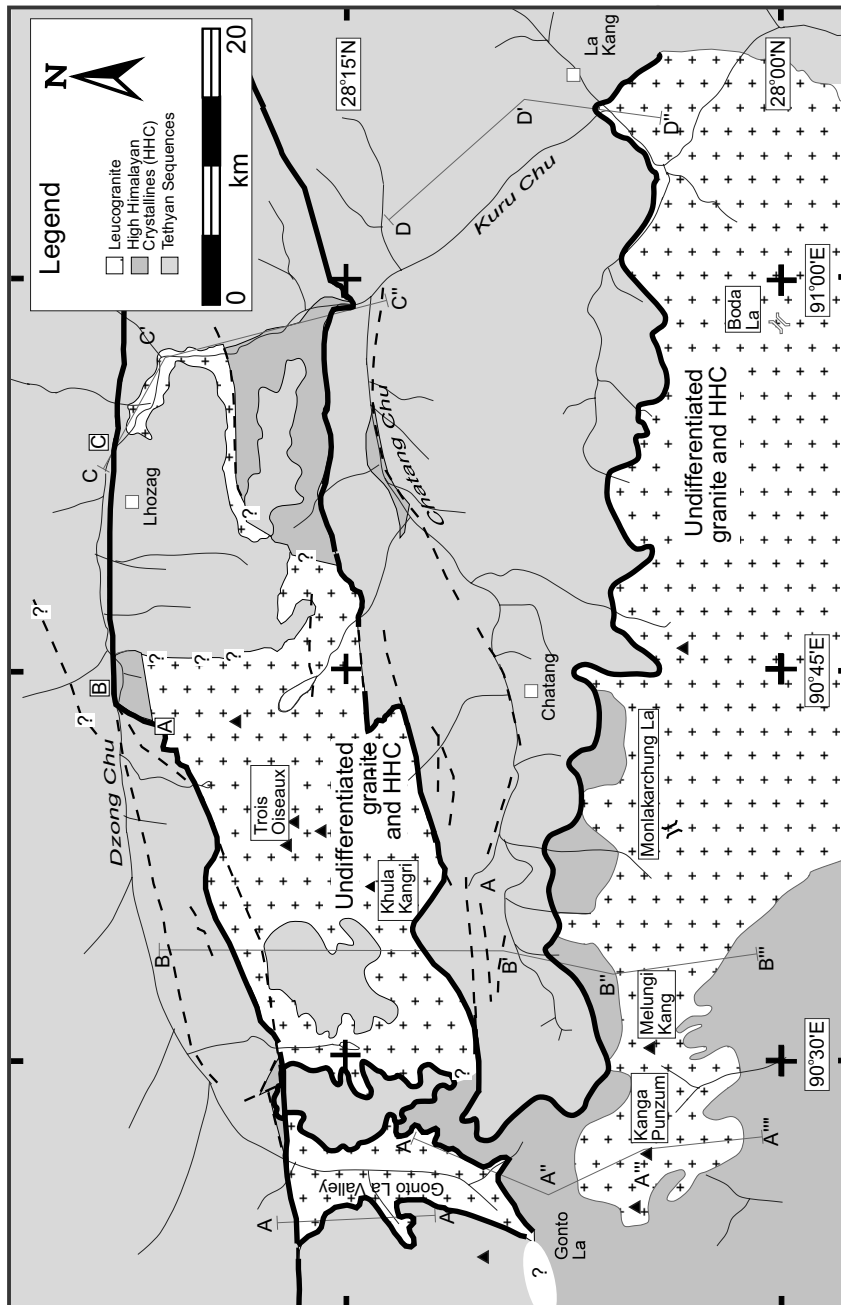 Legend
N
Leucogranite
High Himalayan
Crystallines (HHC)
Tethyan Sequences
0
km
20
28°15'N
28°00'N
91°00'E
90°45'E
90°30'E
La
Kang
D
D'
D"
Kuru Chu
C
C
C'
C"
Lhozag
Chatang Chu
Boda
La
Undifferentiated
granite and HHC
?
?
?
?
?
?
?
B
A
Dzong Chu
Trois
Oiseaux
Undifferentiated
granite
and HHC
Khula
Kangri
Chatang
Monlakarchung La
A
B
B'
B"
B'''
Melungi
Kang
Kanga
Punzum
?
A
A
A
A'
A"
A'''
A''''
Gonto La Valley
Gonto
La
?